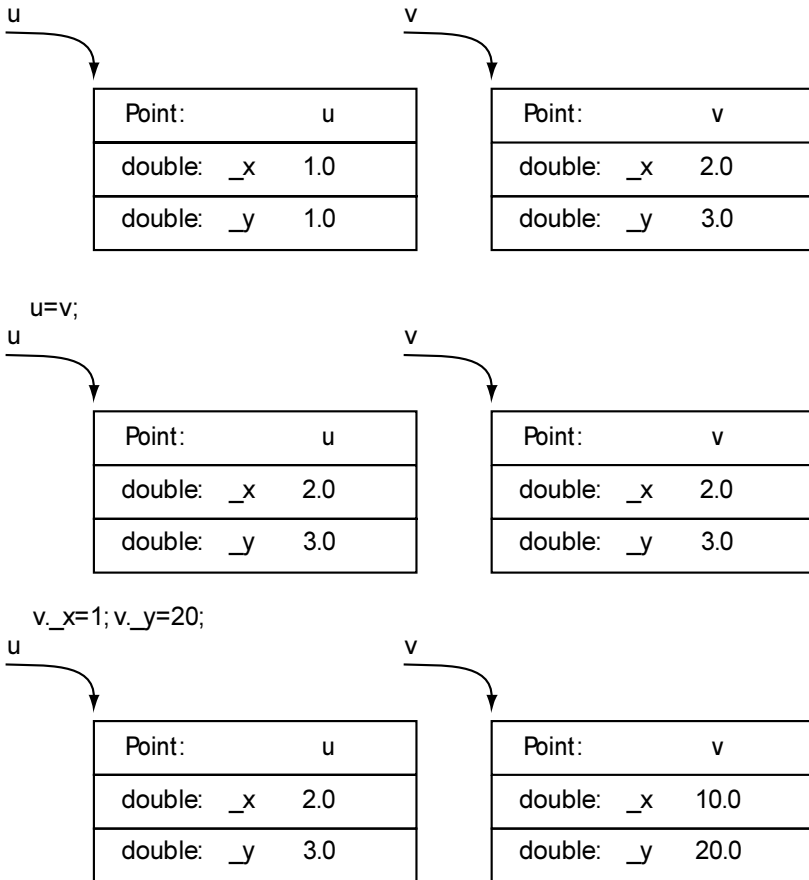 u v
Point: u Point: v
double: _x 1.0 double: _x 2.0
double: _y 1.0 double: _y 3.0
u=v;
u v
Point: u Point: v
double: _x 2.0 double: _x 2.0
double: _y 3.0 double: _y 3.0
v._x=1; v._y=20;
u v
Point: u Point: v
double: _x 2.0 double: _x 10.0
double: _y 3.0 double: _y 20.0